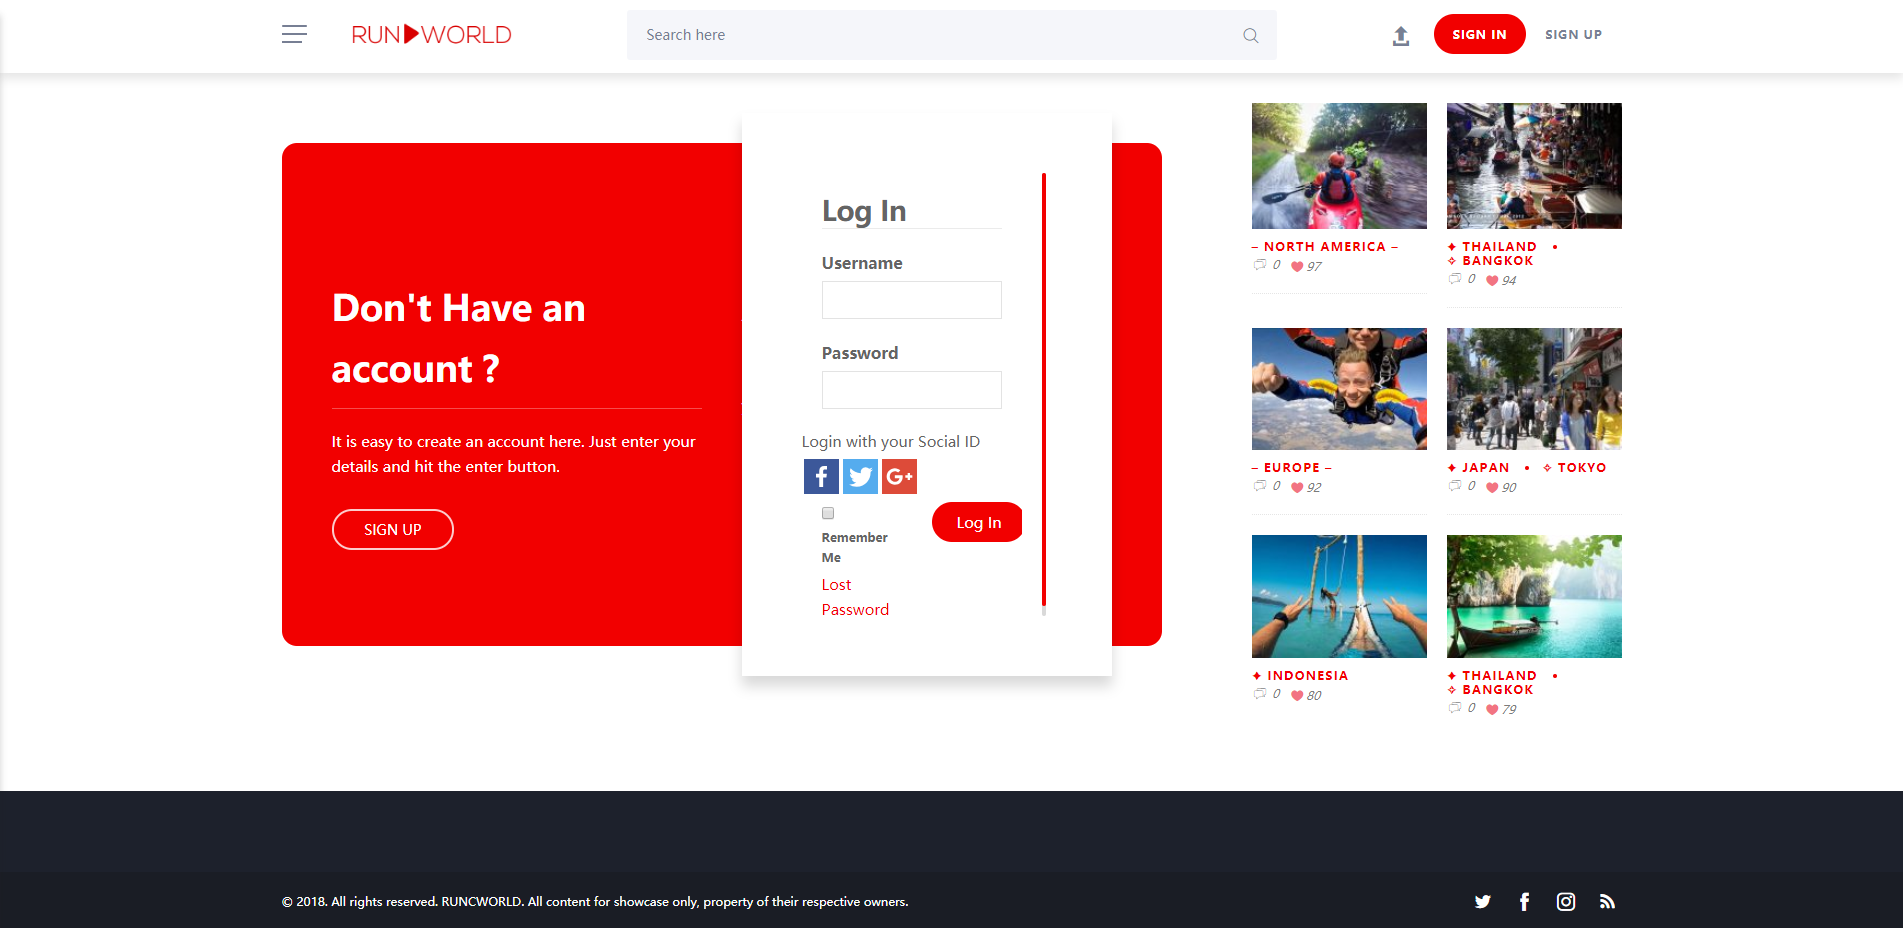 RUN WORLD
Search here
SIGN IN
SIGN UP
Don't Have an
account ?
It is easy to create an account here. Just enter your
details and hit the enter button.
SIGN UP
Log In
Username
Password
Login with your Social ID
Remember
Me
Log In
Lost
Password
– NORTH AMERICA –
0 97
✦ THAILAND •
✧ BANGKOK
0 94
– EUROPE –
0 92
✦ JAPAN • ✧ TOKYO
0 90
✦ INDONESIA
0 80
✦ THAILAND •
✧ BANGKOK
0 79
© 2018. All rights reserved. RUNCWORLD. All content for showcase only, property of their respective owners.